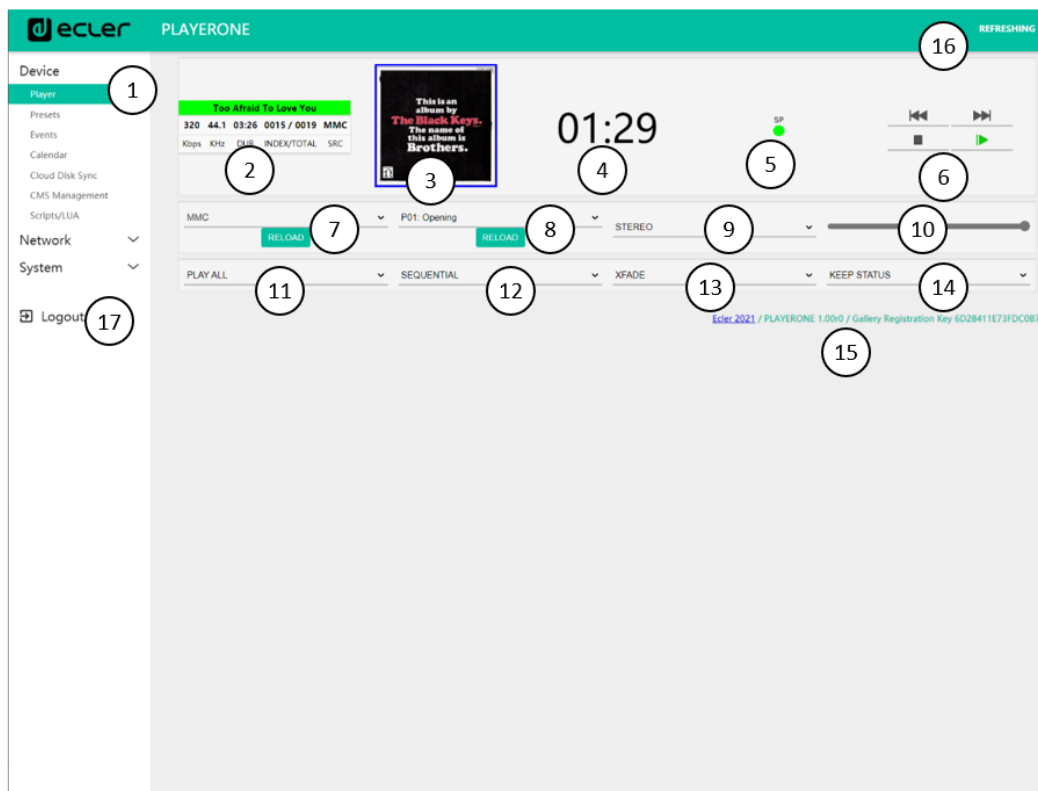 ecler
PLAYERONE
16
REFRESHING
Device
1
Player
Presets
Events
Calendar
Cloud Disk Sync
CMS Management
Scripts/LUA
Network
System
Logout
17
Too Afraid To Love You
320 44.1 03:26 0015 / 0019 MMC
Kbps KHz DUR INDEX/TOTAL SRC
2
This is an
album by
The Black Keys.
The name of
this album is
Brothers.
3
01:29
4
SP
5
6
MMC
RELOAD
7
P01: Opening
RELOAD
8
STEREO
9
10
PLAY ALL
11
SEQUENTIAL
12
XFADE
13
KEEP STATUS
14
Ecler 2021 / PLAYERONE 1.00r0 / Gallery Registration Key 6D28411E73FDC0B7
15